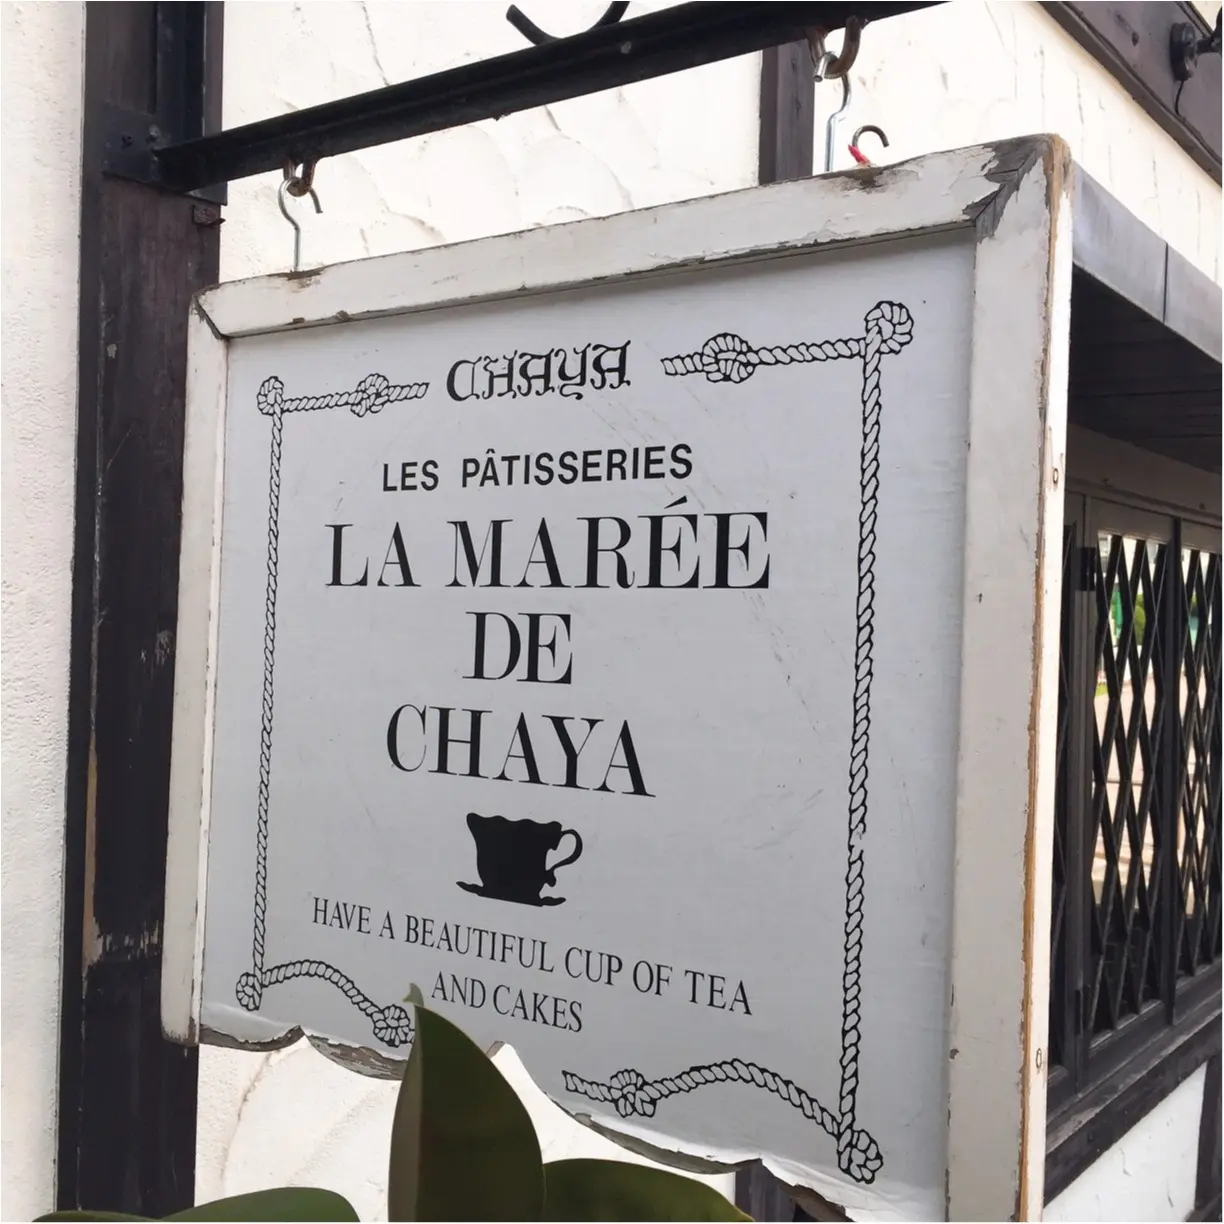 CHAYA
LES PÂTISSERIES
LA MARÉE
DE
CHAYA
HAVE A BEAUTIFUL CUP OF TEA
AND CAKES